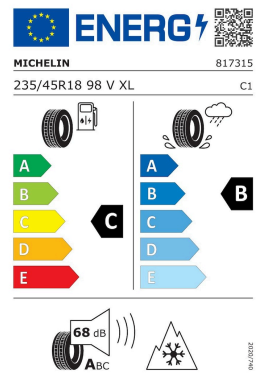 ENERG
MICHELIN 817315
235/45R18 98 V XL C1
A A
B B B
C C C
D D
E E
68 dB
ABC
2020/740